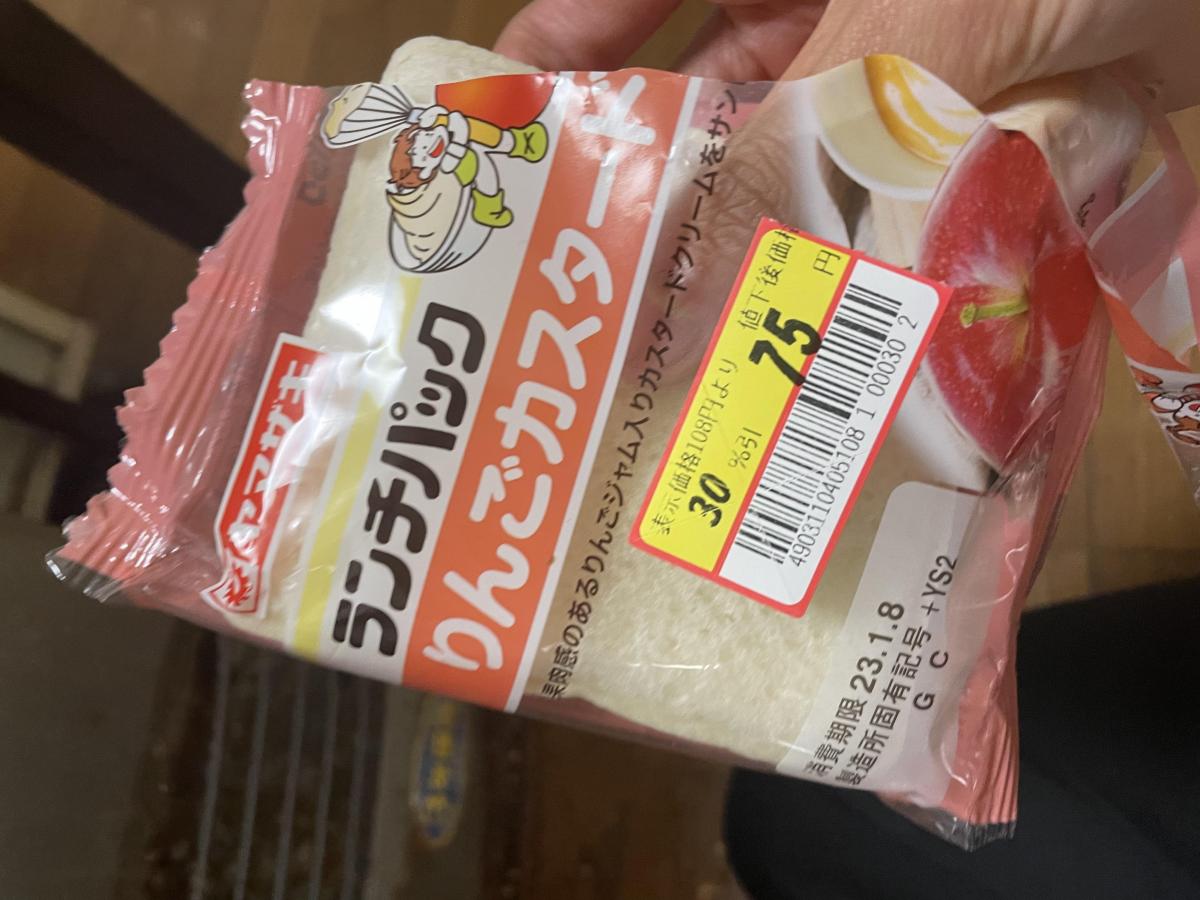 ヤマザキ
ランチパック
りんごカスタード
果肉感のあるりんごジャム入りカスタードクリームをサン
表示価格108円より 値下後価格
30 %引 75 円
4903110405108 1 00030 2
消費期限 23.1.8
製造所固有記号 +YS2
G C